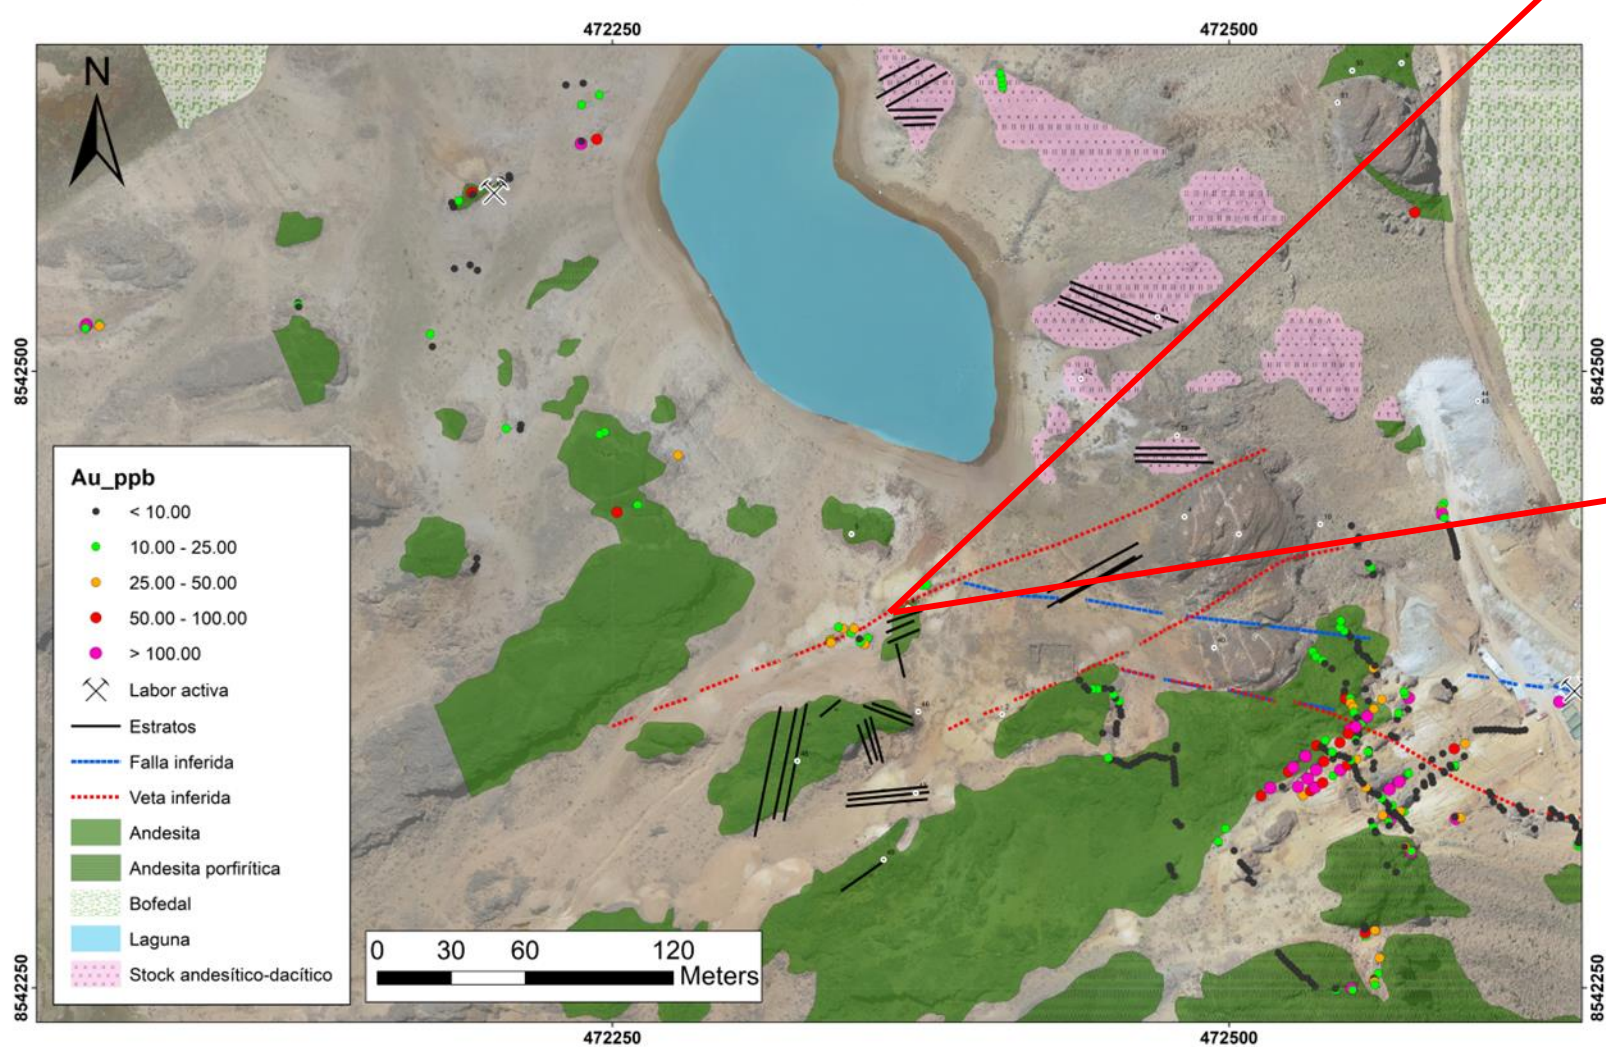 472250
472500
N
8542500
8542500
Au_ppb
< 10.00
10.00 - 25.00
25.00 - 50.00
50.00 - 100.00
> 100.00
Labor activa
Estratos
Falla inferida
Veta inferida
Andesita
Andesita porfirítica
Bofedal
Laguna
Stock andesítico-dacítico
0 30 60 120
Meters
8542250
8542250
472250
472500